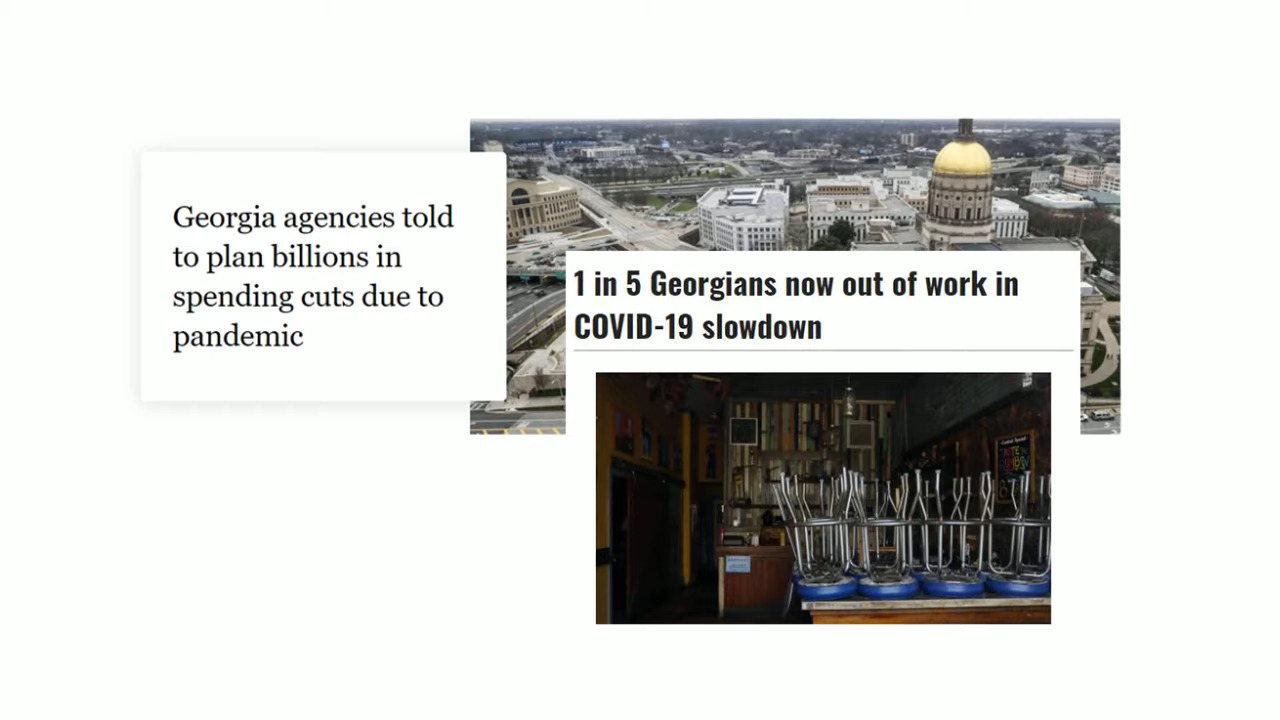 Georgia agencies told
to plan billions in
spending cuts due to
pandemic
1 in 5 Georgians now out of work in
COVID-19 slowdown